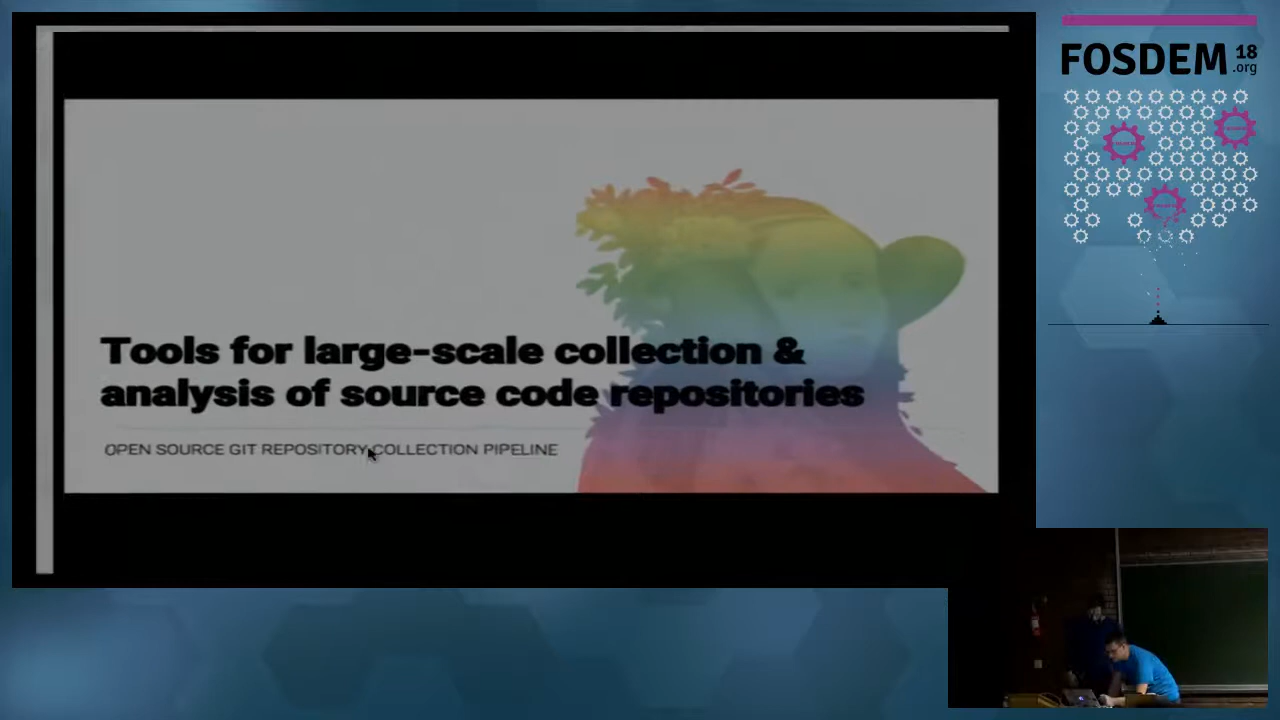 Tools for large-scale collection &
analysis of source code repositories
OPEN SOURCE GIT REPOSITORY COLLECTION PIPELINE
FOSDEM 18
.org